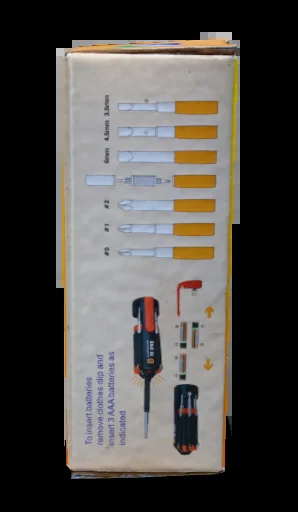 3.5mm
4.5mm
6mm
#2
#1
#0
To insert batteries
remove clothes clip and
insert 3 AAA batteries as
indicated